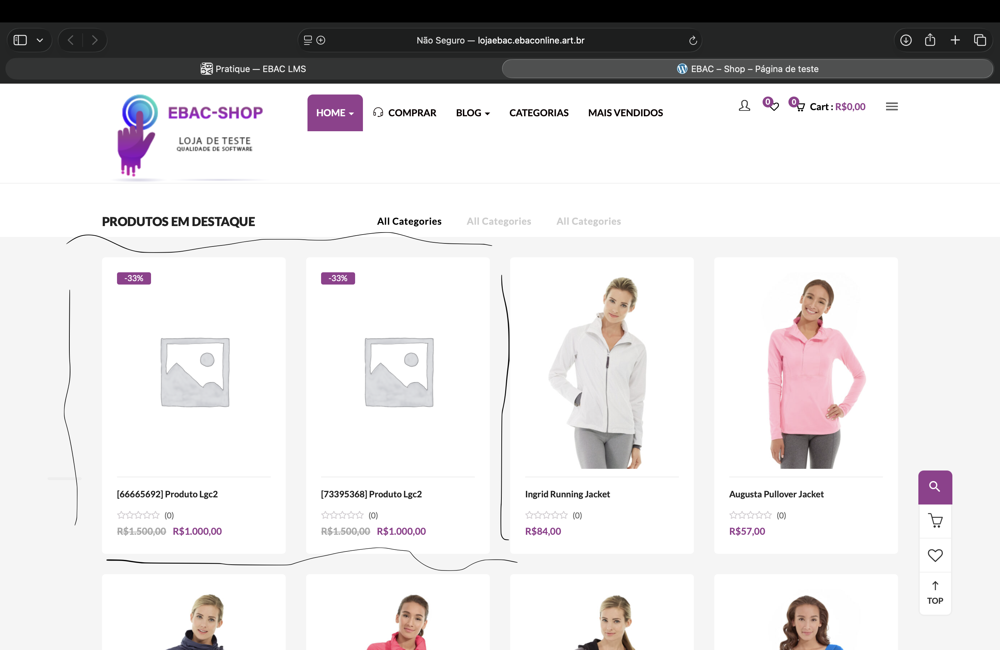 Não Seguro — lojaebac.ebaconline.art.br
Pratique — EBAC LMS
EBAC – Shop – Página de teste
EBAC-SHOP
LOJA DE TESTE
QUALIDADE DE SOFTWARE
HOME COMPRAR BLOG CATEGORIAS MAIS VENDIDOS
0 0 Cart : R$0,00
PRODUTOS EM DESTAQUE
All Categories All Categories All Categories
-33% -33%
[66665692] Produto Lgc2
(0)
R$1.500,00 R$1.000,00
[73395368] Produto Lgc2
(0)
R$1.500,00 R$1.000,00
Ingrid Running Jacket
(0)
R$84,00
Augusta Pullover Jacket
(0)
R$57,00
TOP